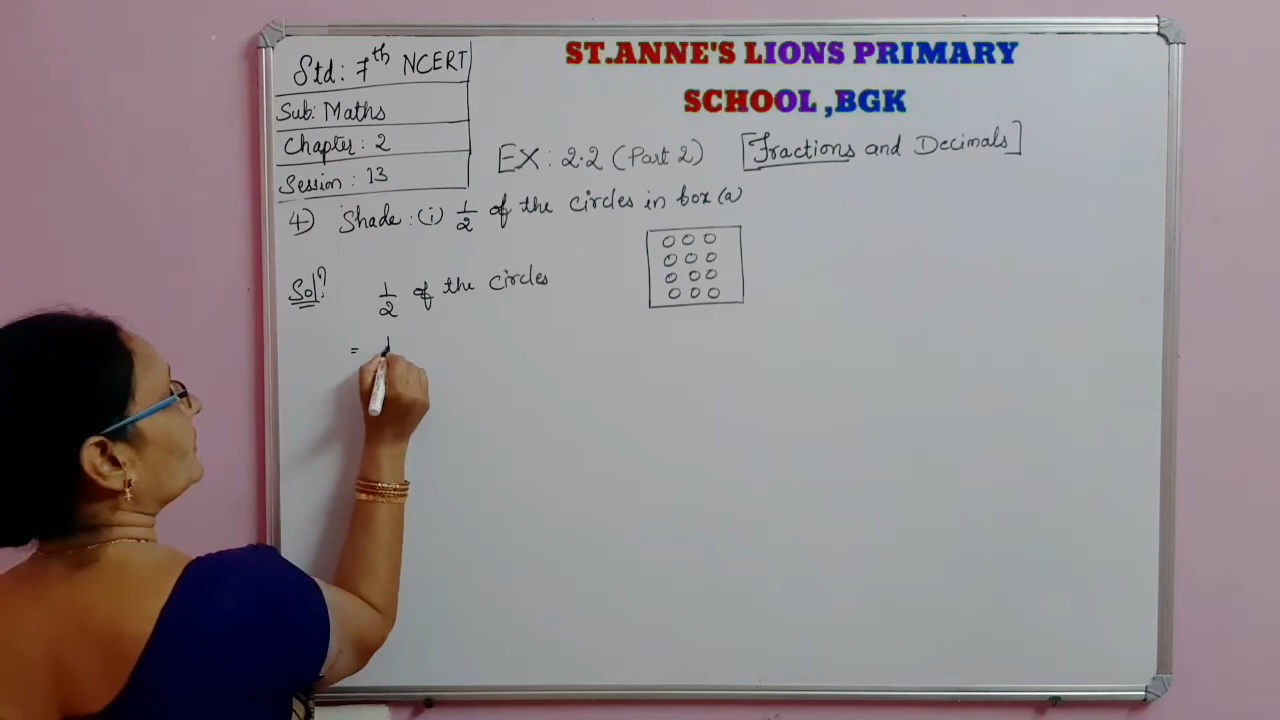 Std: 7th NCERT
Sub: Maths
Chapter: 2
Session: 13
ST.ANNE'S LIONS PRIMARY
SCHOOL ,BGK
EX: 2.2 (Part 2) [Fractions and Decimals]
4) Shade: (i) 1/2 of the circles in box (a)
Sol?: 1/2 of the circles
= 1